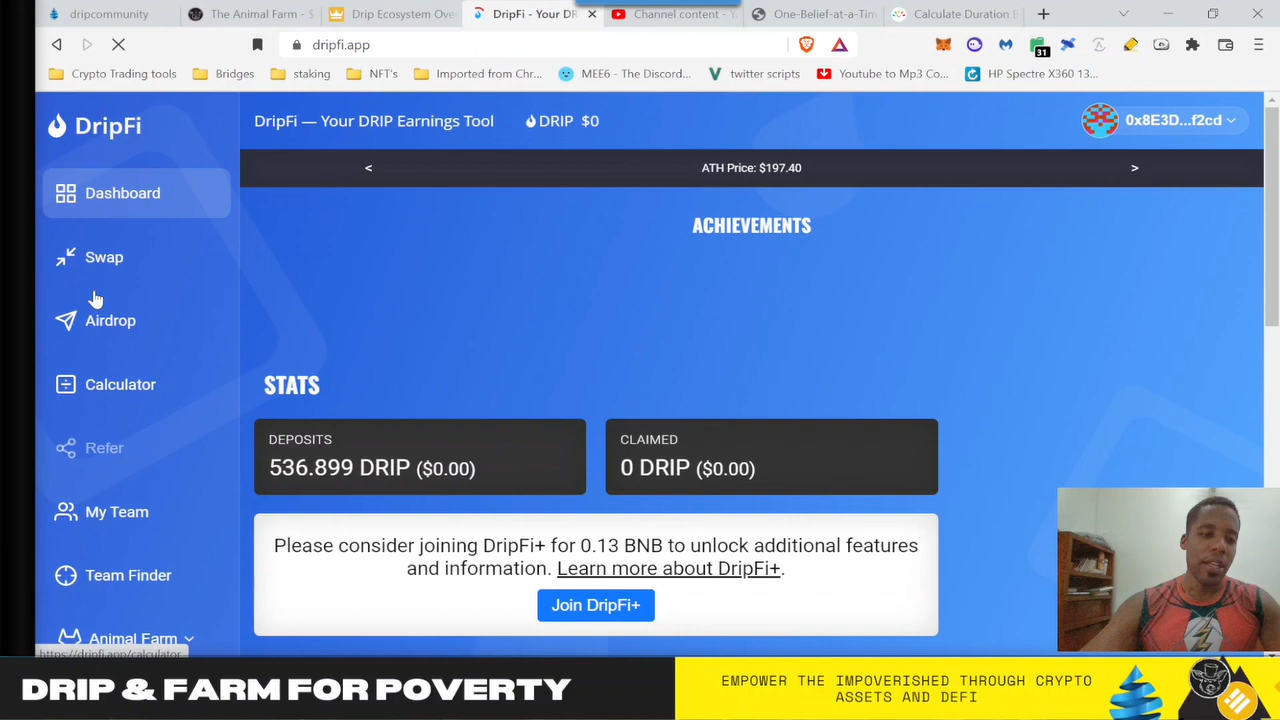 dripcommunity
The Animal Farm - $
Drip Ecosystem Ove
DripFi - Your DR
Channel content - Y
One-Belief-at-a-Tim
Calculate Duration B
dripfi.app
31
Crypto Trading tools
Bridges
staking
NFT's
Imported from Chr...
MEE6 - The Discord...
twitter scripts
Youtube to Mp3 Co...
HP Spectre X360 13...
DripFi
DripFi — Your DRIP Earnings Tool
DRIP $0
0x8E3D...f2cd
< ATH Price: $197.40 >
Dashboard
Swap
Airdrop
Calculator
Refer
My Team
Team Finder
Animal Farm
ACHIEVEMENTS
STATS
DEPOSITS
536.899 DRIP ($0.00)
CLAIMED
0 DRIP ($0.00)
Please consider joining DripFi+ for 0.13 BNB to unlock additional features
and information. Learn more about DripFi+.
Join DripFi+
https://dripfi.app/calculator
DRIP & FARM FOR POVERTY
EMPOWER THE IMPOVERISHED THROUGH CRYPTO
ASSETS AND DEFI